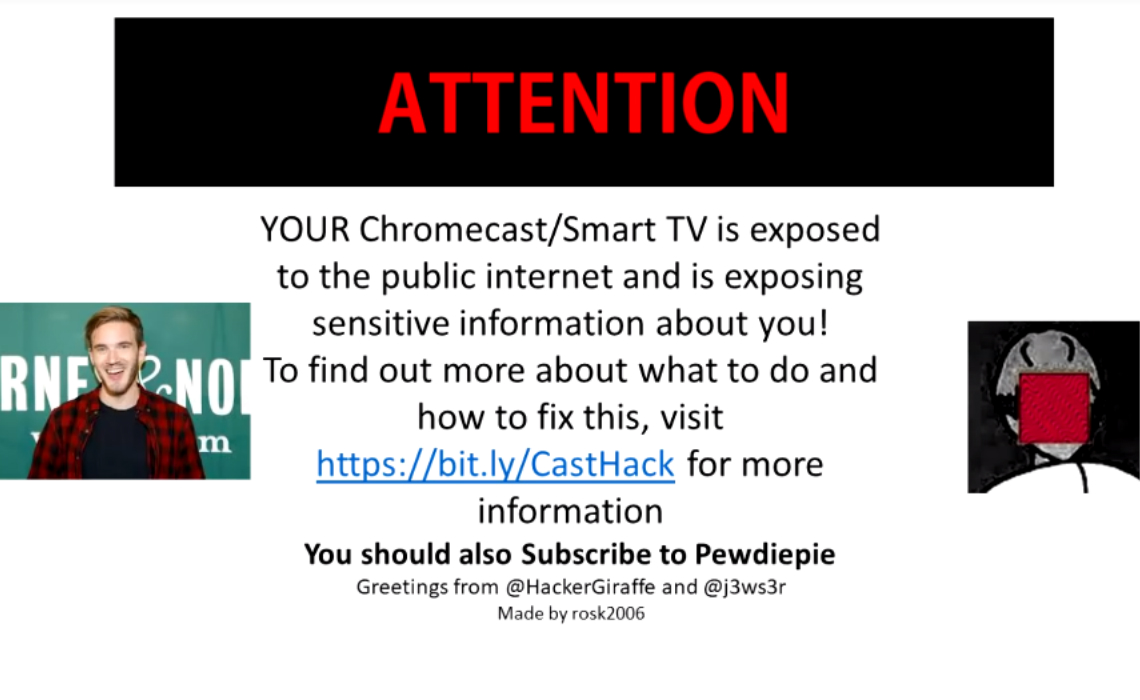 ATTENTION
YOUR Chromecast/Smart TV is exposed
to the public internet and is exposing
sensitive information about you!
To find out more about what to do and
how to fix this, visit
https://bit.ly/CastHack for more
information
You should also Subscribe to Pewdiepie
Greetings from @HackerGiraffe and @j3ws3r
Made by rosk2006
RNE & NO
m